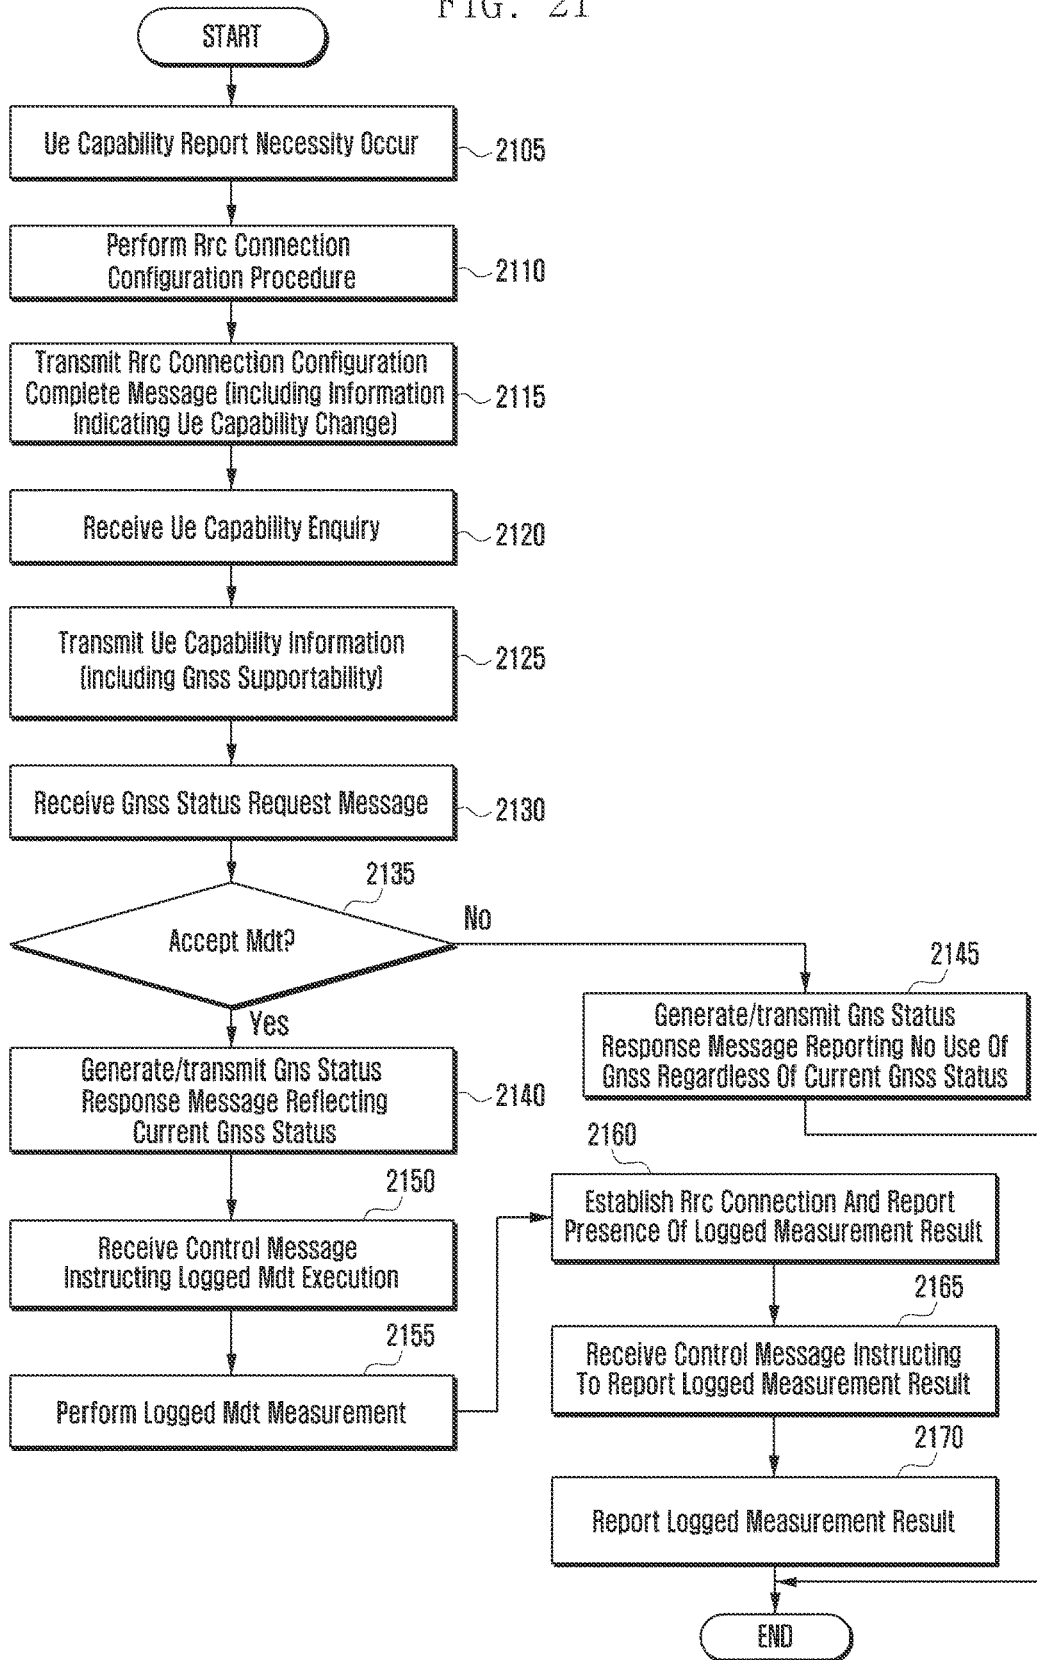 FIG. 21
START
Ue Capability Report Necessity Occur
2105
Perform Rrc Connection
Configuration Procedure
2110
Transmit Rrc Connection Configuration
Complete Message (including Information
Indicating Ue Capability Change)
2115
Receive Ue Capability Enquiry
2120
Transmit Ue Capability Information
(including Gnss Supportability)
2125
Receive Gnss Status Request Message
2130
2135
Accept Mdt?
No
Yes
2145
Generate/transmit Gns Status
Response Message Reporting No Use Of
Gnss Regardless Of Current Gnss Status
Generate/transmit Gns Status
Response Message Reflecting
Current Gnss Status
2140
2150
Receive Control Message
Instructing Logged Mdt Execution
2155
Perform Logged Mdt Measurement
2160
Establish Rrc Connection And Report
Presence Of Logged Measurement Result
2165
Receive Control Message Instructing
To Report Logged Measurement Result
2170
Report Logged Measurement Result
END